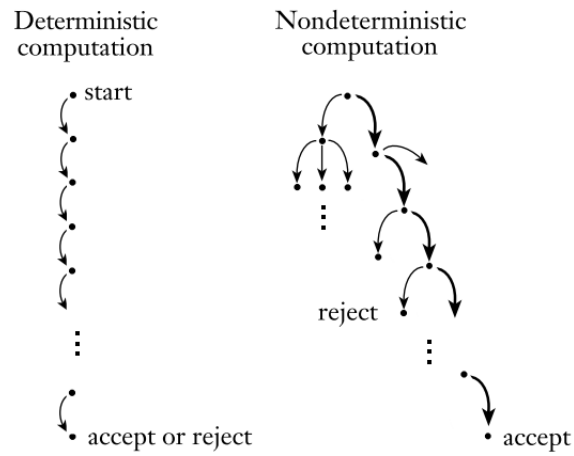 Deterministic
computation
Nondeterministic
computation
start
reject
accept or reject
accept